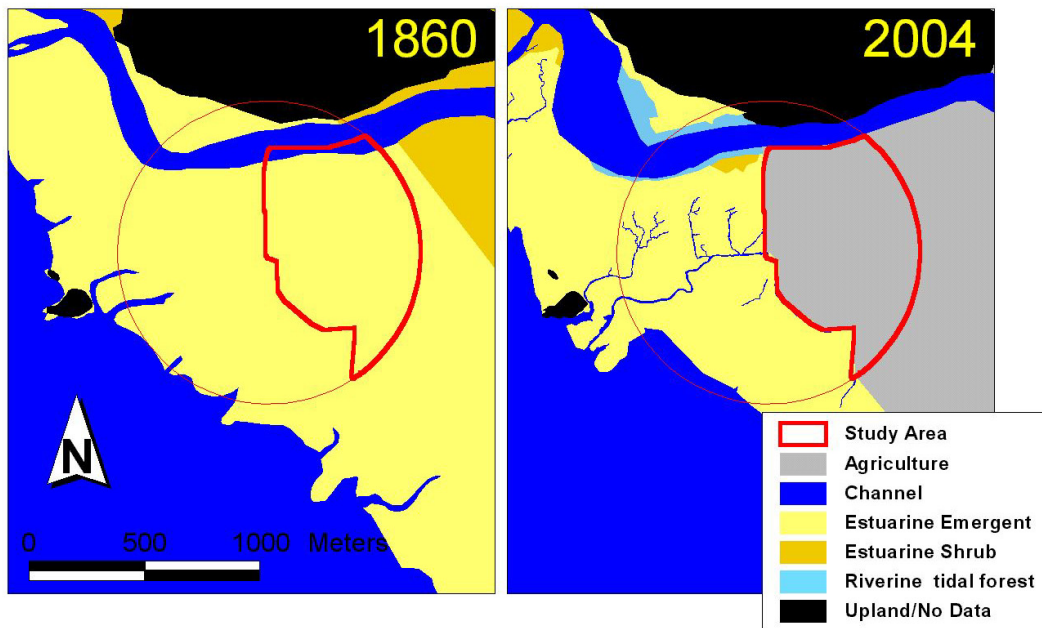 1860
2004
N
0 500 1000 Meters
Study Area
Agriculture
Channel
Estuarine Emergent
Estuarine Shrub
Riverine tidal forest
Upland/No Data